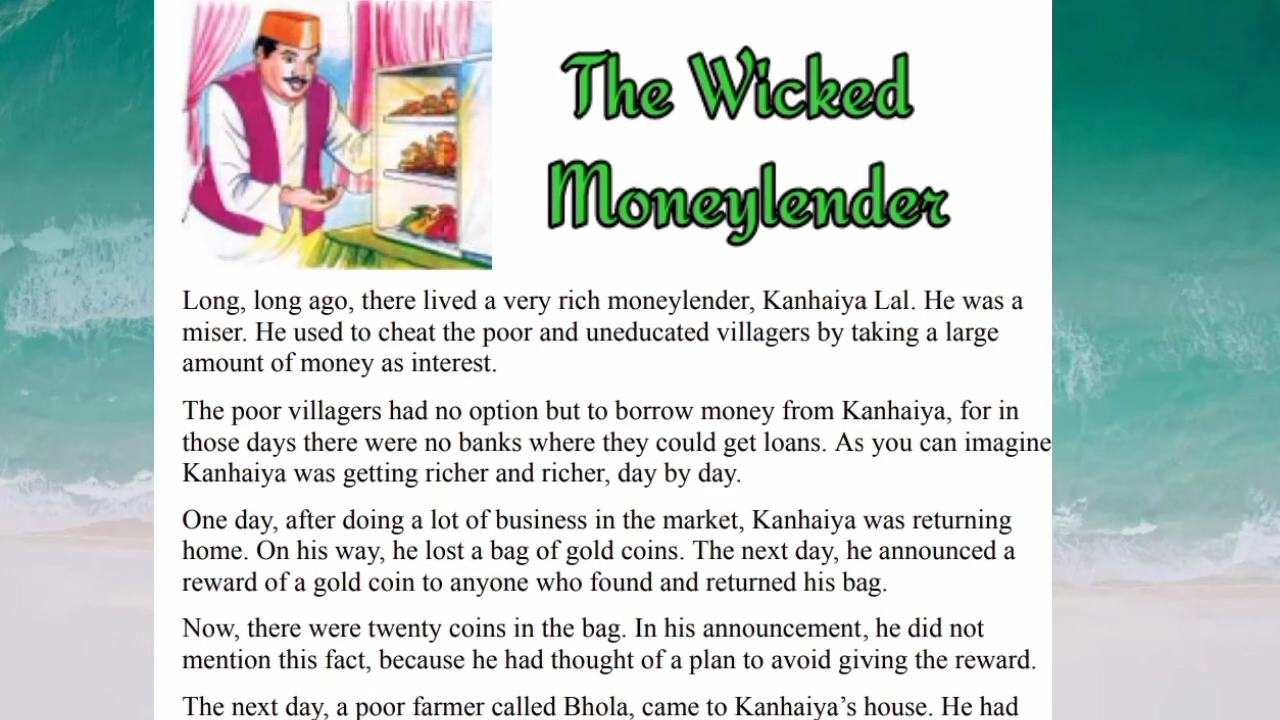 The Wicked
Moneylender
Long, long ago, there lived a very rich moneylender, Kanhaiya Lal. He was a
miser. He used to cheat the poor and uneducated villagers by taking a large
amount of money as interest.
The poor villagers had no option but to borrow money from Kanhaiya, for in
those days there were no banks where they could get loans. As you can imagine
Kanhaiya was getting richer and richer, day by day.
One day, after doing a lot of business in the market, Kanhaiya was returning
home. On his way, he lost a bag of gold coins. The next day, he announced a
reward of a gold coin to anyone who found and returned his bag.
Now, there were twenty coins in the bag. In his announcement, he did not
mention this fact, because he had thought of a plan to avoid giving the reward.
The next day, a poor farmer called Bhola, came to Kanhaiya’s house. He had